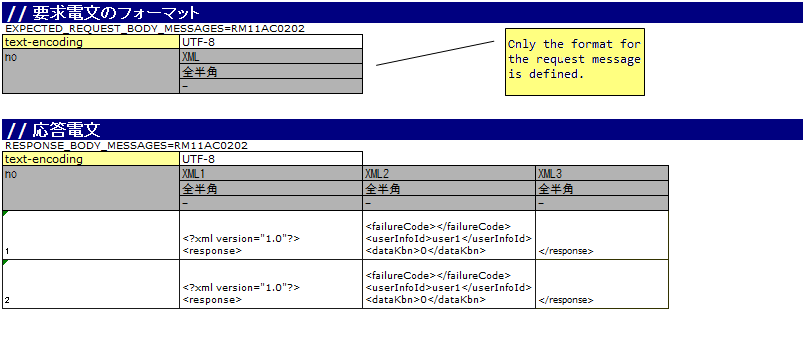 // 要求電文のフォーマット
EXPECTED_REQUEST_BODY_MESSAGES=RM11AC0202
text-encoding UTF-8
no XML
全半角
-
Only the format for
the request message
is defined.
// 応答電文
RESPONSE_BODY_MESSAGES=RM11AC0202
text-encoding UTF-8
no XML1 XML2 XML3
全半角 全半角 全半角
- - -
<failureCode></failureCode>
<?xml version="1.0"?> <userInfoId>user1</userInfoId>
1 <response> <dataKbn>0</dataKbn> </response>
<failureCode></failureCode>
<?xml version="1.0"?> <userInfoId>user1</userInfoId>
2 <response> <dataKbn>0</dataKbn> </response>